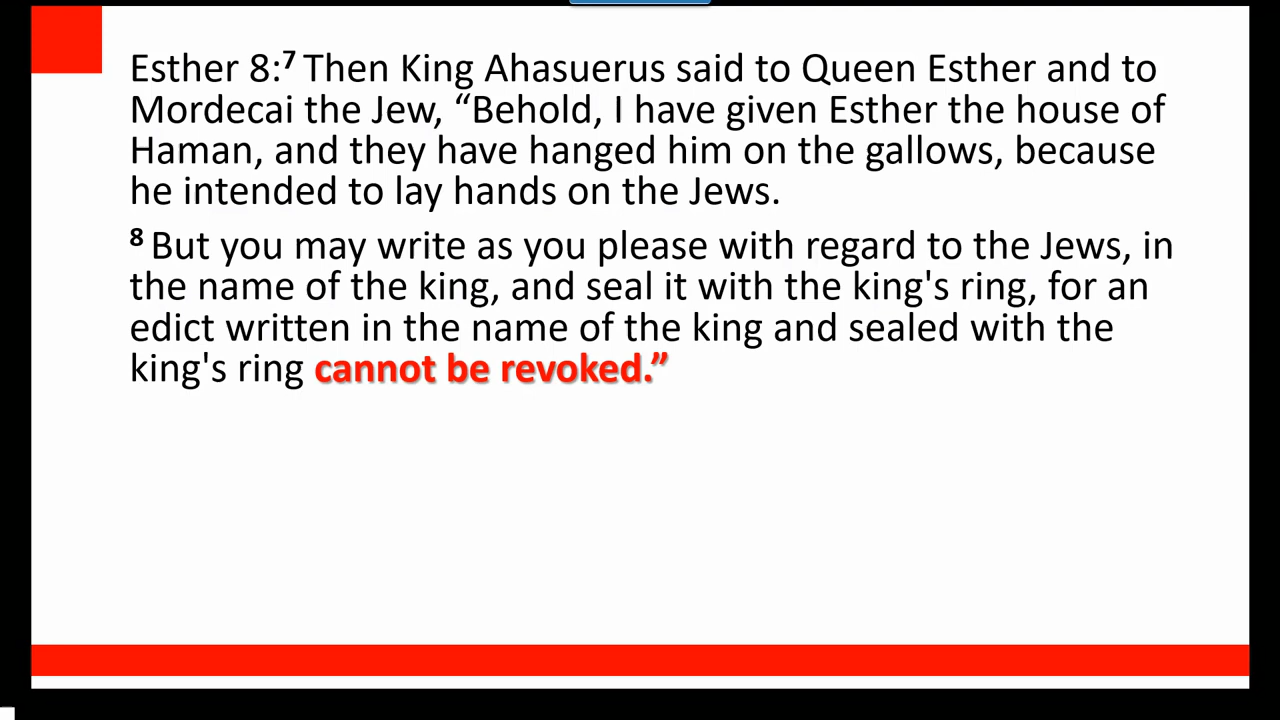 Esther 8:⁷ Then King Ahasuerus said to Queen Esther and to
Mordecai the Jew, “Behold, I have given Esther the house of
Haman, and they have hanged him on the gallows, because
he intended to lay hands on the Jews.
⁸ But you may write as you please with regard to the Jews, in
the name of the king, and seal it with the king's ring, for an
edict written in the name of the king and sealed with the
king's ring cannot be revoked.”